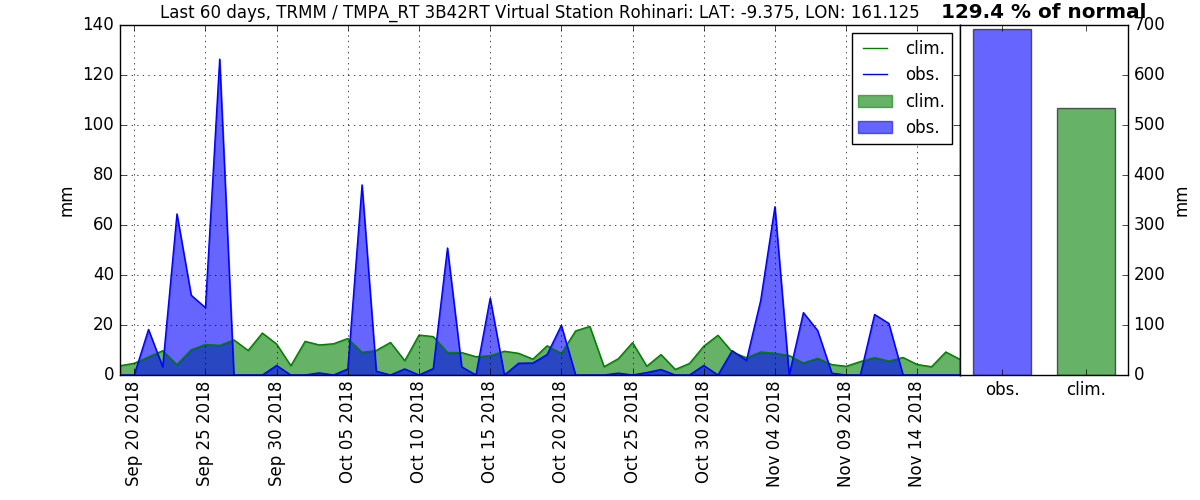 Last 60 days, TRMM / TMPA_RT 3B42RT Virtual Station Rohinari: LAT: -9.375, LON: 161.125
129.4 % of normal
140
120
100
80
60
40
20
0
mm
clim.
obs.
clim.
obs.
700
600
500
400
300
200
100
0
mm
Sep 20 2018
Sep 25 2018
Sep 30 2018
Oct 05 2018
Oct 10 2018
Oct 15 2018
Oct 20 2018
Oct 25 2018
Oct 30 2018
Nov 04 2018
Nov 09 2018
Nov 14 2018
obs.
clim.